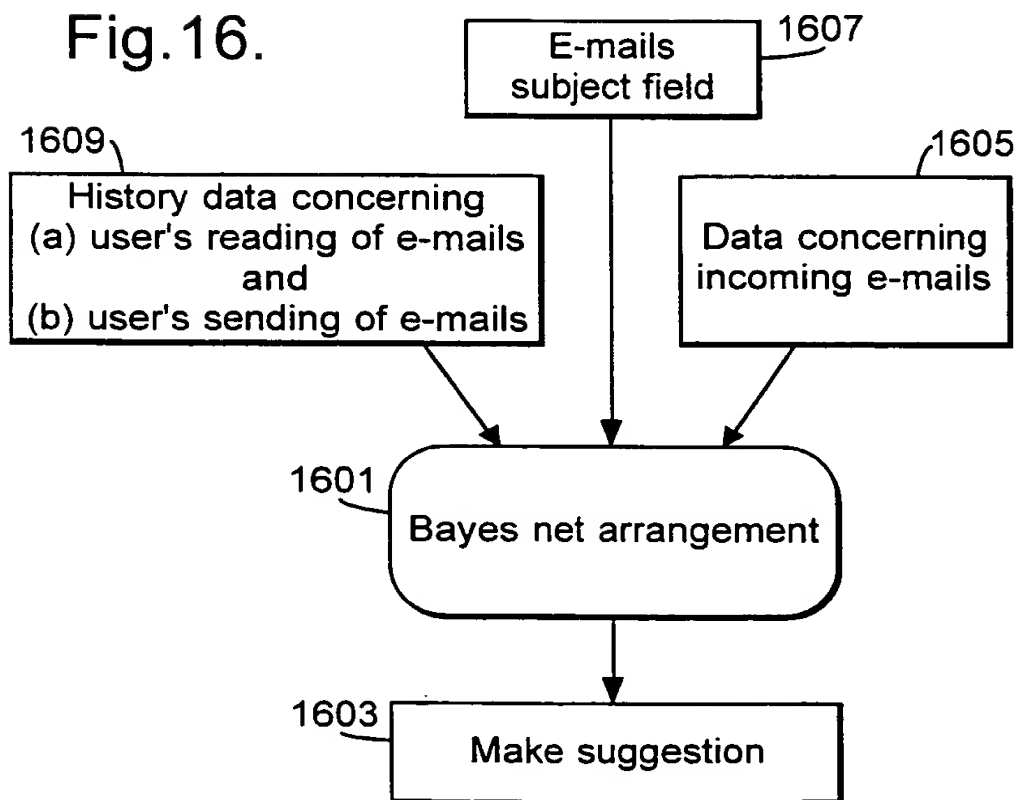 Fig.16.
1607
E-mails
subject field
1609
History data concerning
(a) user's reading of e-mails
and
(b) user's sending of e-mails
1605
Data concerning
incoming e-mails
1601
Bayes net arrangement
1603
Make suggestion